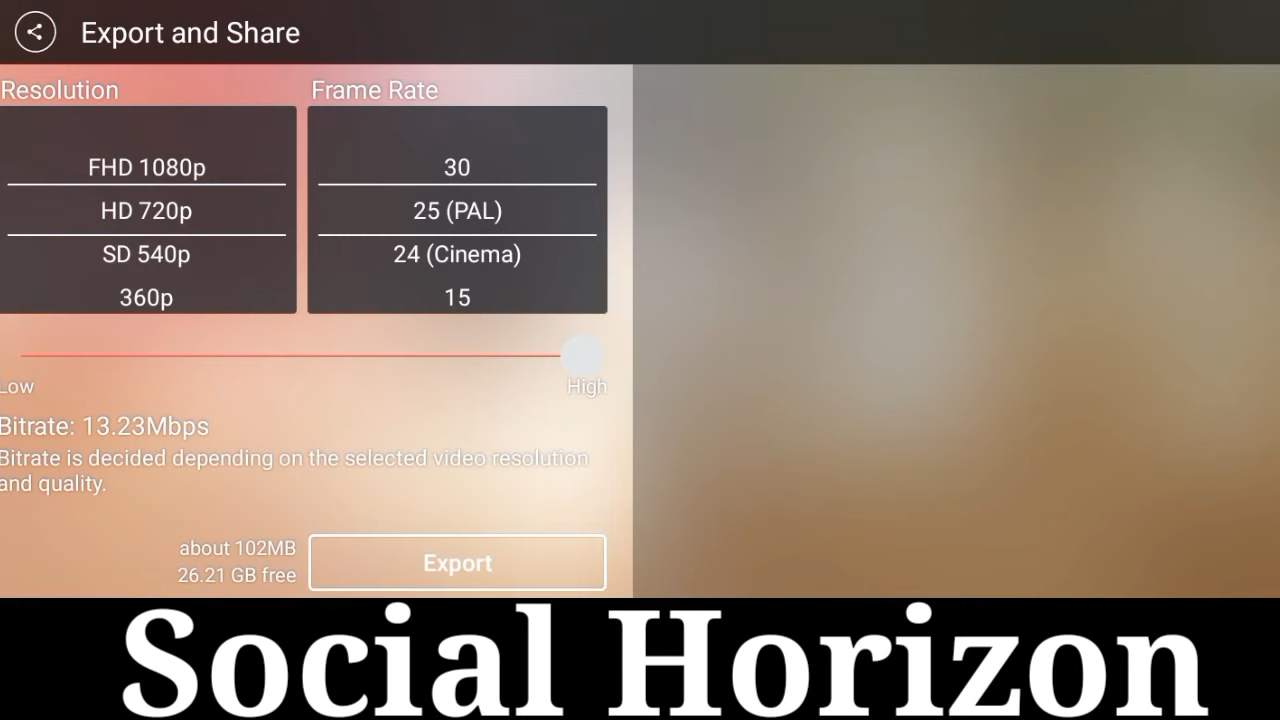 Export and Share
Resolution
Frame Rate
FHD 1080p
HD 720p
SD 540p
360p
30
25 (PAL)
24 (Cinema)
15
Low
High
Bitrate: 13.23Mbps
Bitrate is decided depending on the selected video resolution
and quality.
about 102MB
26.21 GB free
Export
Social Horizon